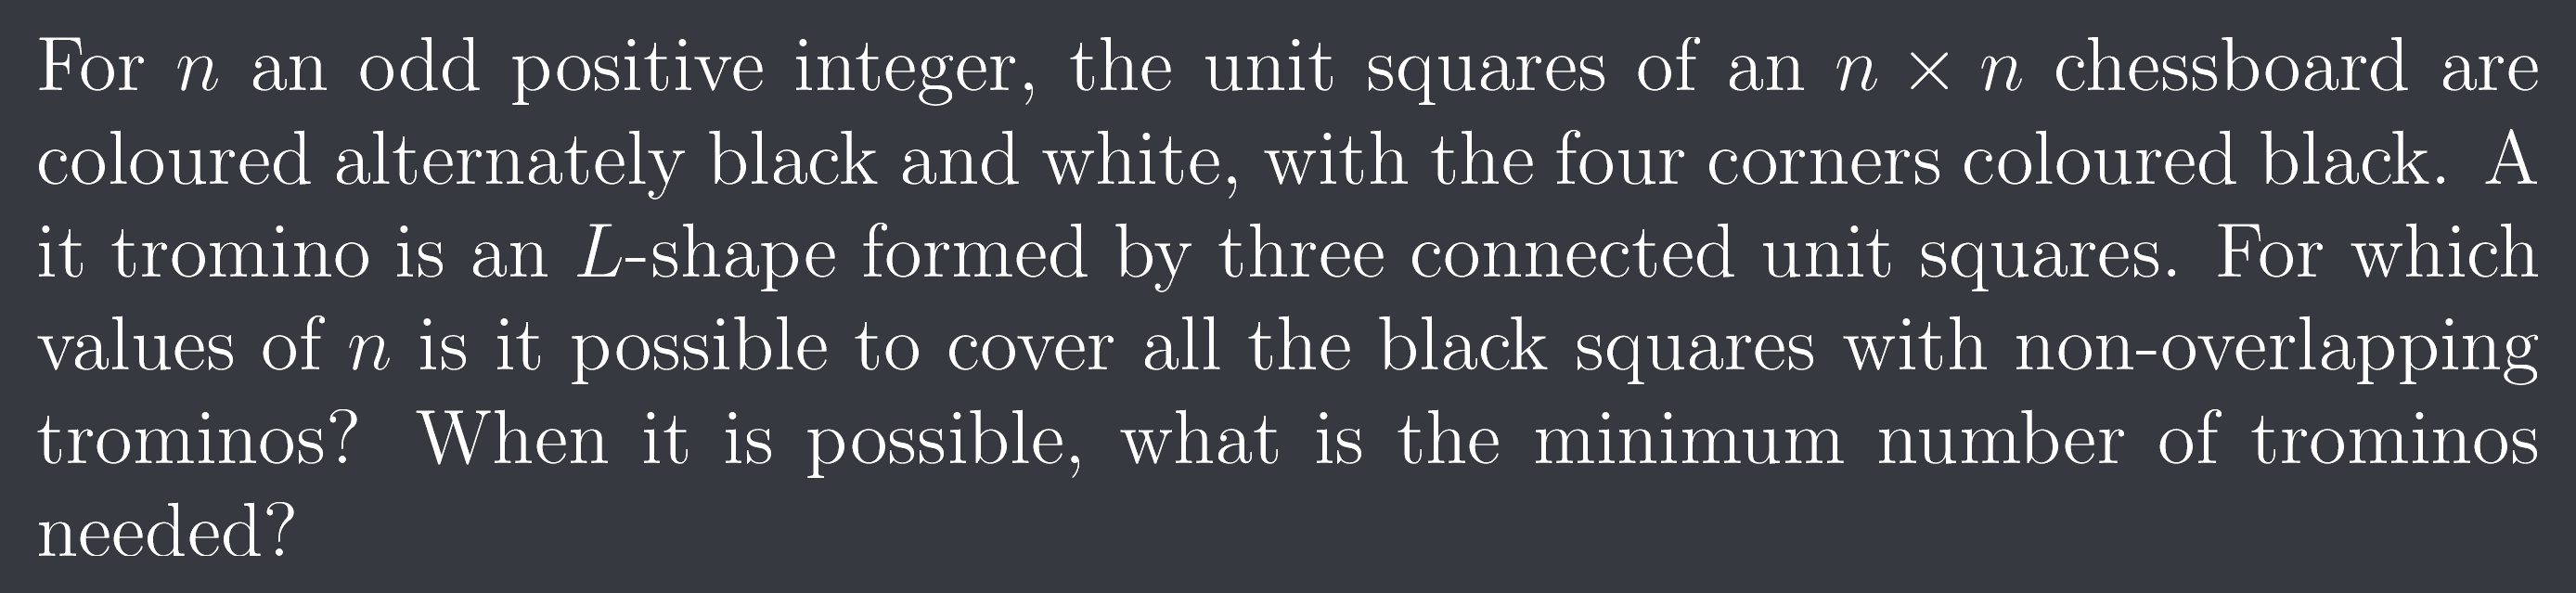 For n an odd positive integer, the unit squares of an n × n chessboard are
coloured alternately black and white, with the four corners coloured black. A
it tromino is an L-shape formed by three connected unit squares. For which
values of n is it possible to cover all the black squares with non-overlapping
trominos? When it is possible, what is the minimum number of trominos
needed?